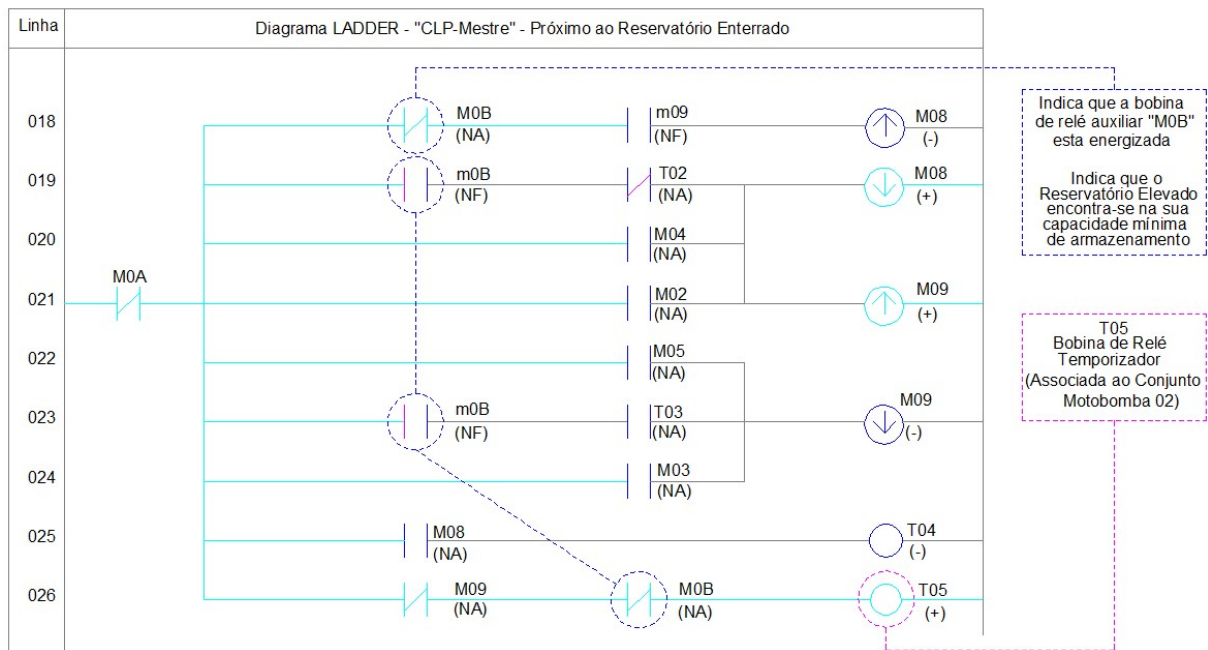 Linha
Diagrama LADDER - "CLP-Mestre" - Próximo ao Reservatório Enterrado
018
M0B
(NA)
m09
(NF)
M08
(-)
019
m0B
(NF)
T02
(NA)
M08
(+)
020
M04
(NA)
M0A
021
M02
(NA)
M09
(+)
022
M05
(NA)
023
m0B
(NF)
T03
(NA)
M09
(-)
024
M03
(NA)
025
M08
(NA)
T04
(-)
026
M09
(NA)
M0B
(NA)
T05
(+)
Indica que a bobina
de relé auxiliar "M0B"
esta energizada
Indica que o
Reservatório Elevado
encontra-se na sua
capacidade mínima
de armazenamento
T05
Bobina de Relé
Temporizador
(Associada ao Conjunto
Motobomba 02)